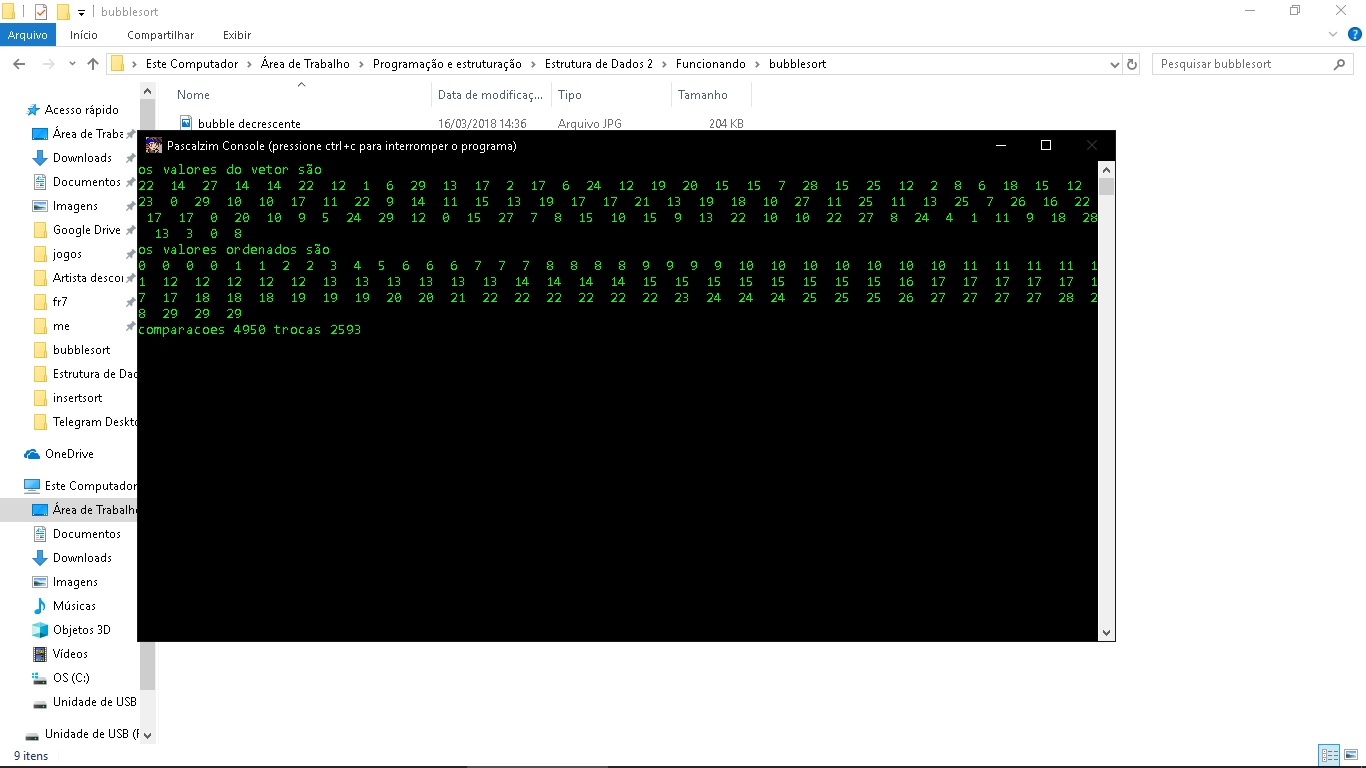 bubblesort
Arquivo Início Compartilhar Exibir
Este Computador Área de Trabalho Programação e estruturação Estrutura de Dados 2 Funcionando bubblesort
Pesquisar bubblesort
Nome Data de modificaç... Tipo Tamanho
bubble decrescente 16/03/2018 14:36 Arquivo JPG 204 KB
Acesso rápido
Área de Traba
Downloads
Documentos
Imagens
Google Drive
jogos
Artista descor
fr7
me
bubblesort
Estrutura de Dad
insertsort
Telegram Deskto
OneDrive
Este Computador
Área de Trabalho
Documentos
Downloads
Imagens
Músicas
Objetos 3D
Vídeos
OS (C:)
Unidade de USB
Unidade de USB (F
9 itens
Pascalzim Console (pressione ctrl+c para interromper o programa)
os valores do vetor são
22 14 27 14 14 22 12 1 6 29 13 17 2 17 6 24 12 19 20 15 15 7 28 15 25 12 2 8 6 18 15 12
23 0 29 10 10 17 11 22 9 14 11 15 13 19 17 17 21 13 19 18 10 27 11 25 11 13 25 7 26 16 22
17 17 0 20 10 9 5 24 29 12 0 15 27 7 8 15 10 15 9 13 22 10 10 22 27 8 24 4 1 11 9 18 28
13 3 0 8
os valores ordenados são
0 0 0 0 1 1 2 2 3 4 5 6 6 6 7 7 7 8 8 8 8 9 9 9 9 10 10 10 10 10 10 10 11 11 11 11 1
1 12 12 12 12 12 13 13 13 13 13 13 14 14 14 14 15 15 15 15 15 15 15 15 16 17 17 17 17 17 1
7 17 18 18 18 19 19 19 20 20 21 22 22 22 22 22 22 23 24 24 24 25 25 25 26 27 27 27 27 28 2
8 29 29 29
comparacoes 4950 trocas 2593